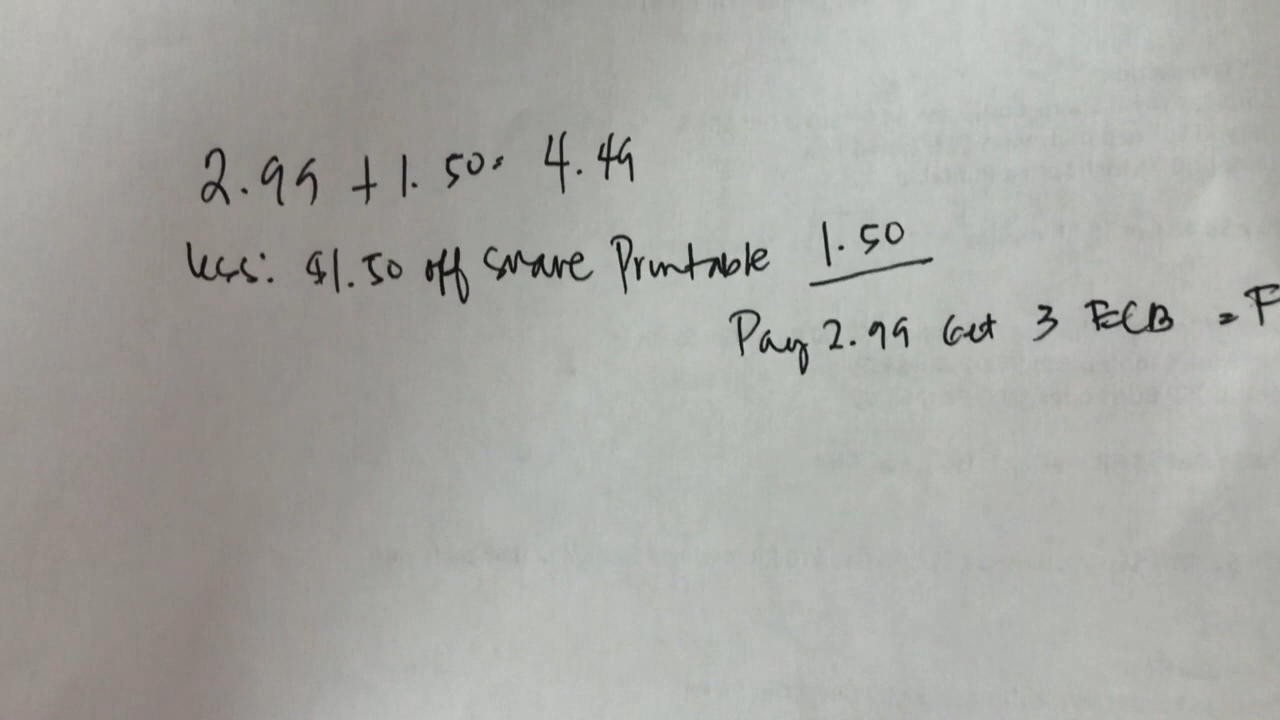 2.99 + 1.50 = 4.49
less: $1.50 off Suave Printable 1.50
Pay 2.99 Get 3 ECB = F